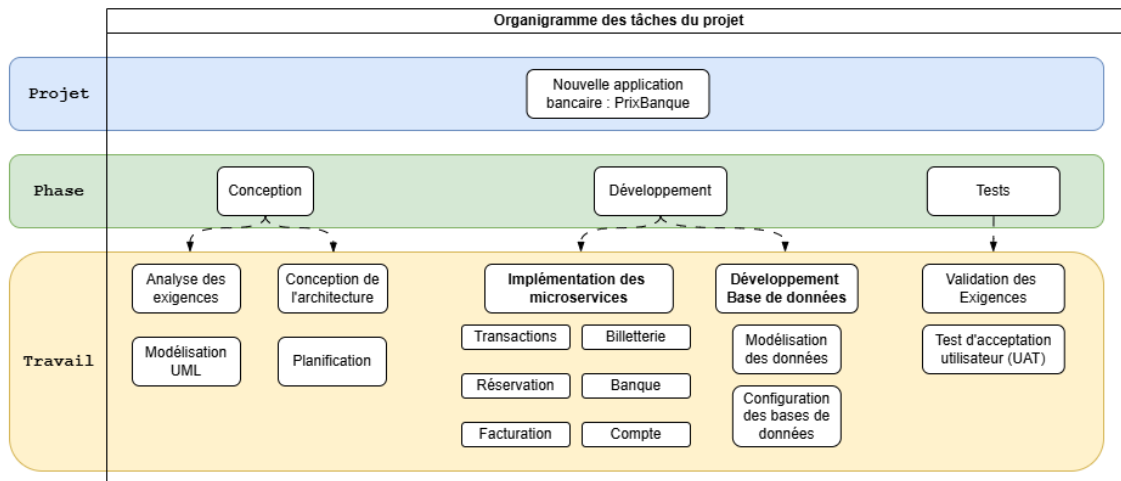 Organigramme des tâches du projet
Projet
Nouvelle application
bancaire : PrixBanque
Phase
Conception
Développement
Tests
Travail
Analyse des
exigences
Conception de
l'architecture
Modélisation
UML
Planification
Implémentation des
microservices
Transactions
Billetterie
Réservation
Banque
Facturation
Compte
Développement
Base de données
Modélisation
des données
Configuration
des bases de
données
Validation des
Exigences
Test d'acceptation
utilisateur (UAT)